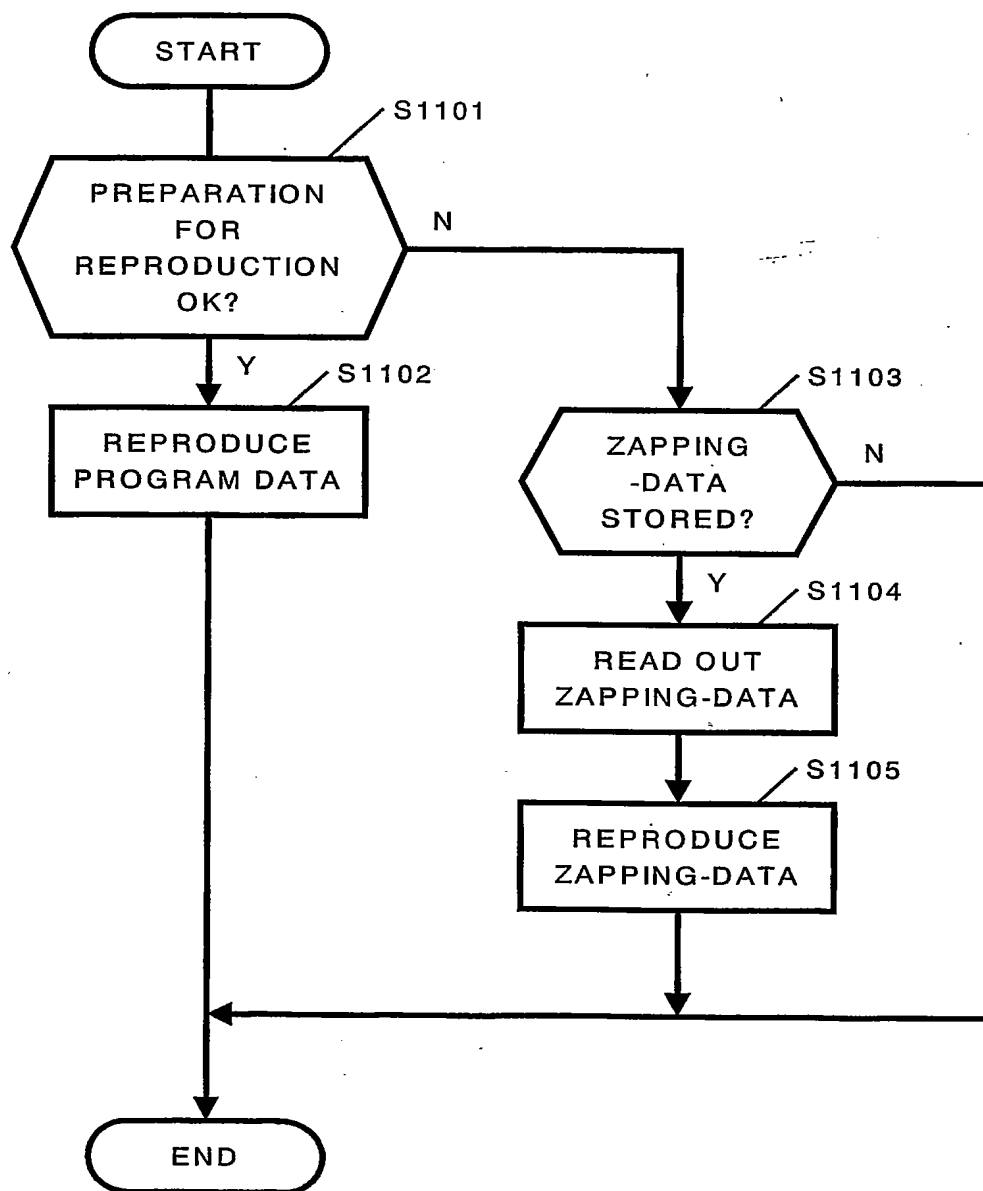 START
S1101
PREPARATION
FOR
REPRODUCTION
OK?
N
Y
S1102
REPRODUCE
PROGRAM DATA
S1103
ZAPPING
-DATA
STORED?
N
Y
S1104
READ OUT
ZAPPING-DATA
S1105
REPRODUCE
ZAPPING-DATA
END